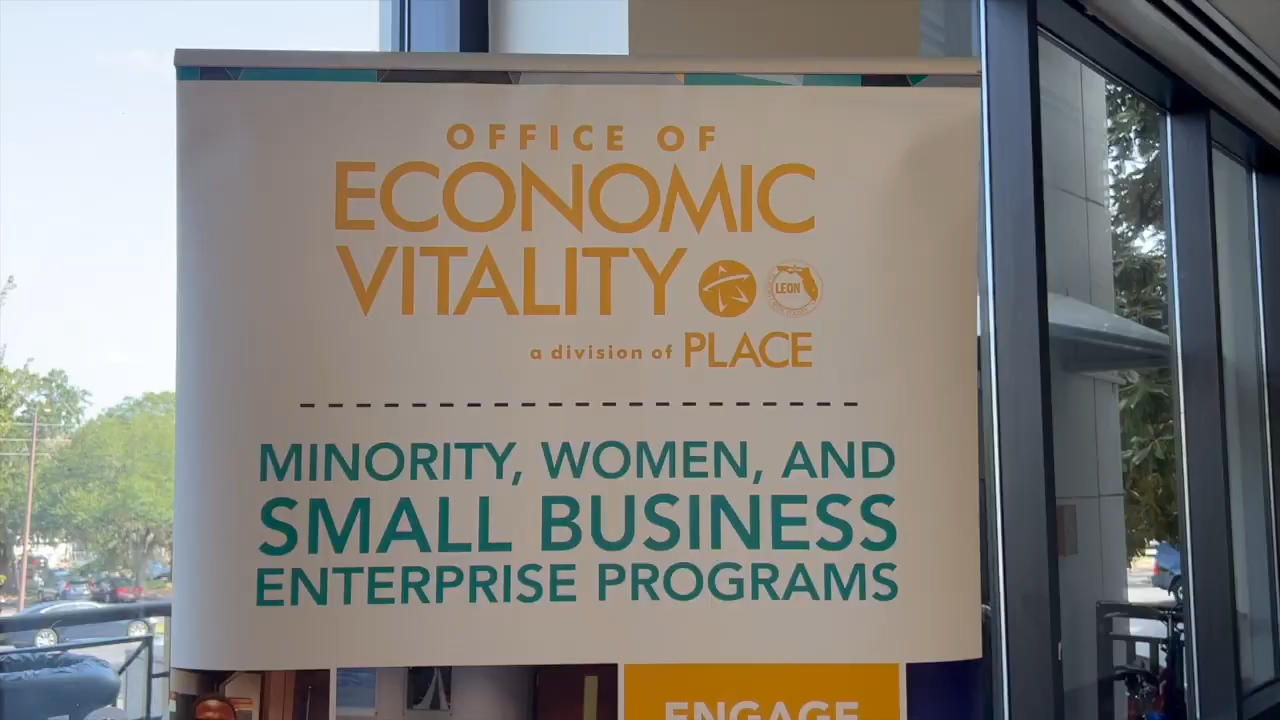 OFFICE OF
ECONOMIC
VITALITY
LEON
a division of PLACE
MINORITY, WOMEN, AND
SMALL BUSINESS
ENTERPRISE PROGRAMS
ENGAGE